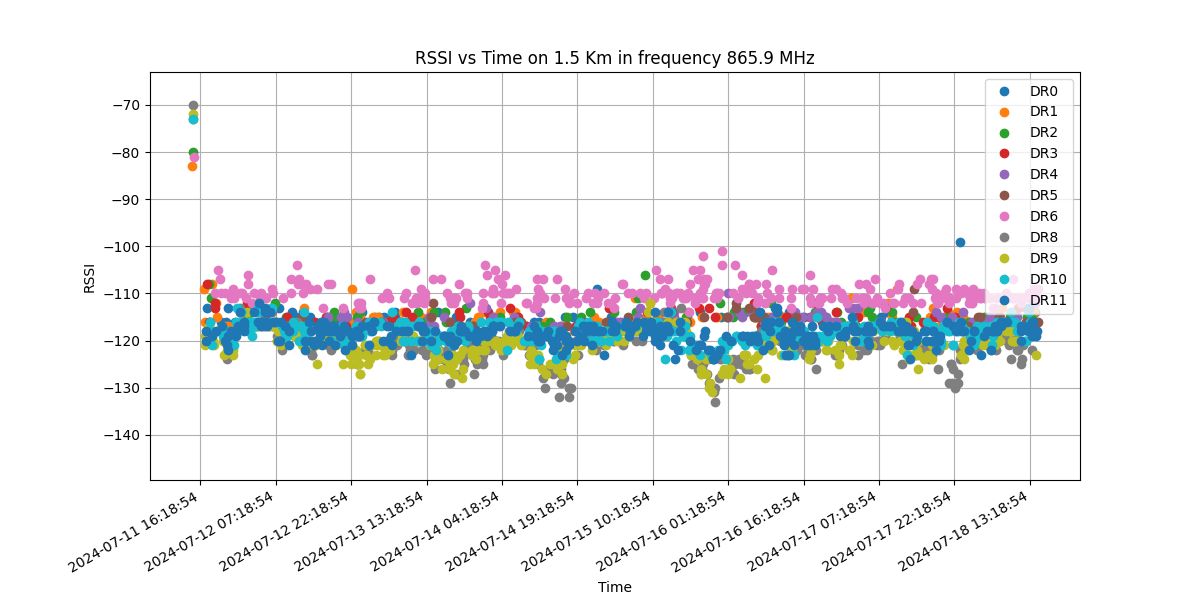 RSSI vs Time on 1.5 Km in frequency 865.9 MHz
−70
−80
−90
−100
−110
−120
−130
−140
RSSI
DR0
DR1
DR2
DR3
DR4
DR5
DR6
DR8
DR9
DR10
DR11
2024-07-11 16:18:54
2024-07-12 07:18:54
2024-07-12 22:18:54
2024-07-13 13:18:54
2024-07-14 04:18:54
2024-07-14 19:18:54
2024-07-15 10:18:54
2024-07-16 01:18:54
2024-07-16 16:18:54
2024-07-17 07:18:54
2024-07-17 22:18:54
2024-07-18 13:18:54
Time